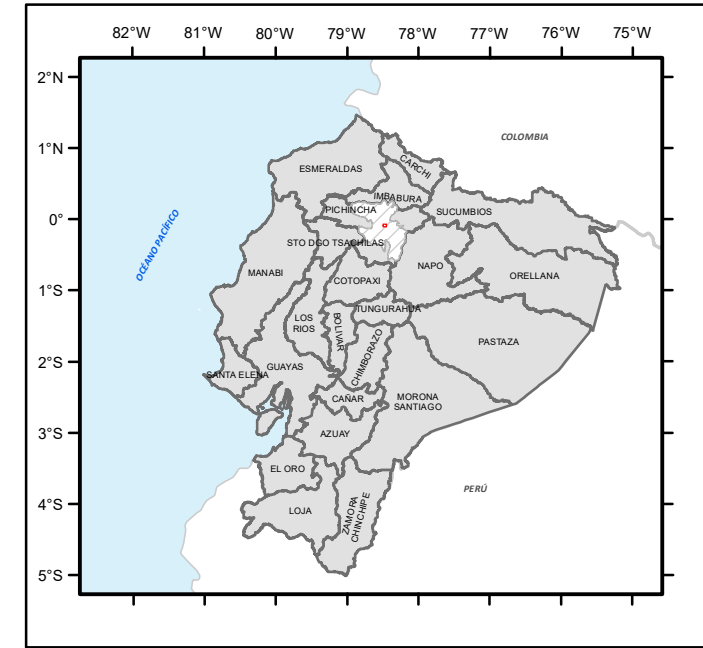 82°W 81°W 80°W 79°W 78°W 77°W 76°W 75°W
2°N
1°N
0°
1°S
2°S
3°S
4°S
5°S
COLOMBIA
OCÉANO PACÍFICO
ESMERALDAS
CARCHI
IMBABURA
PICHINCHA
SUCUMBIOS
STO DGO TSACHILAS
MANABI
COTOPAXI
NAPO
ORELLANA
TUNGURAHUA
LOS
RIOS
BOLIVAR
CHIMBORAZO
PASTAZA
GUAYAS
SANTA ELENA
CAÑAR
MORONA
SANTIAGO
AZUAY
EL ORO
LOJA
ZAMORA
CHINCHIPE
PERÚ